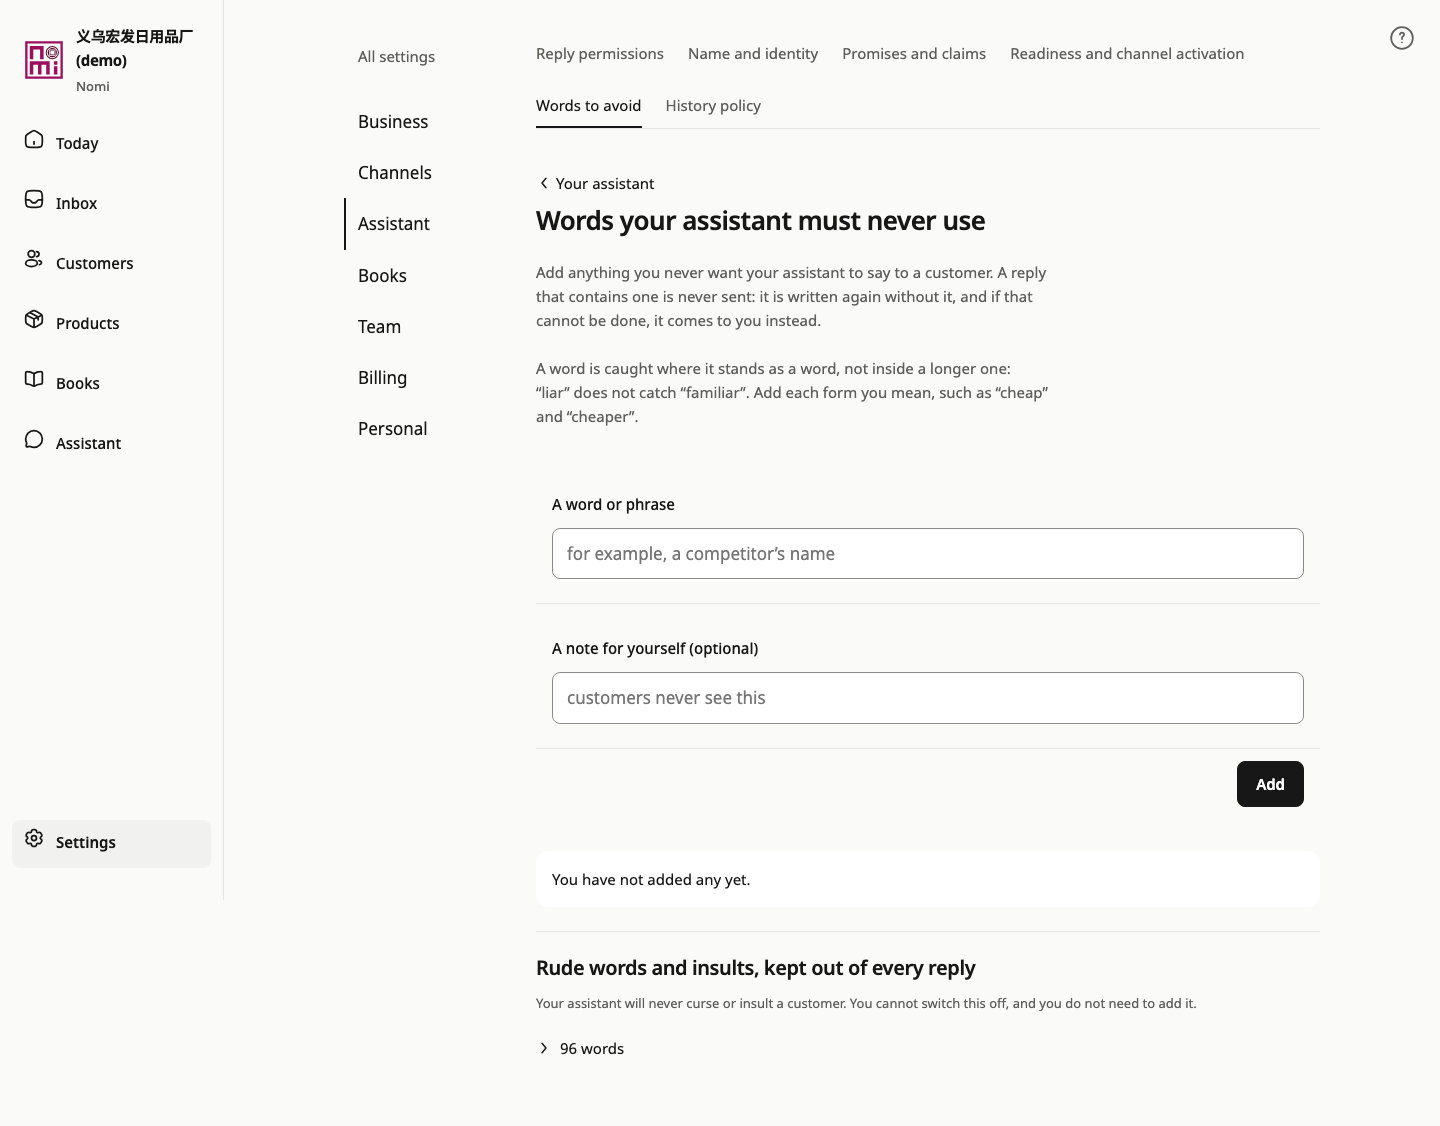 义乌宏发日用品厂
(demo)
Nomi
Today
Inbox
Customers
Products
Books
Assistant
Settings
All settings
Business
Channels
Assistant
Books
Team
Billing
Personal
Reply permissions
Name and identity
Promises and claims
Readiness and channel activation
Words to avoid
History policy
Your assistant
Words your assistant must never use
Add anything you never want your assistant to say to a customer. A reply
that contains one is never sent: it is written again without it, and if that
cannot be done, it comes to you instead.
A word is caught where it stands as a word, not inside a longer one:
“liar” does not catch “familiar”. Add each form you mean, such as “cheap”
and “cheaper”.
A word or phrase
for example, a competitor’s name
A note for yourself (optional)
customers never see this
Add
You have not added any yet.
Rude words and insults, kept out of every reply
Your assistant will never curse or insult a customer. You cannot switch this off, and you do not need to add it.
96 words